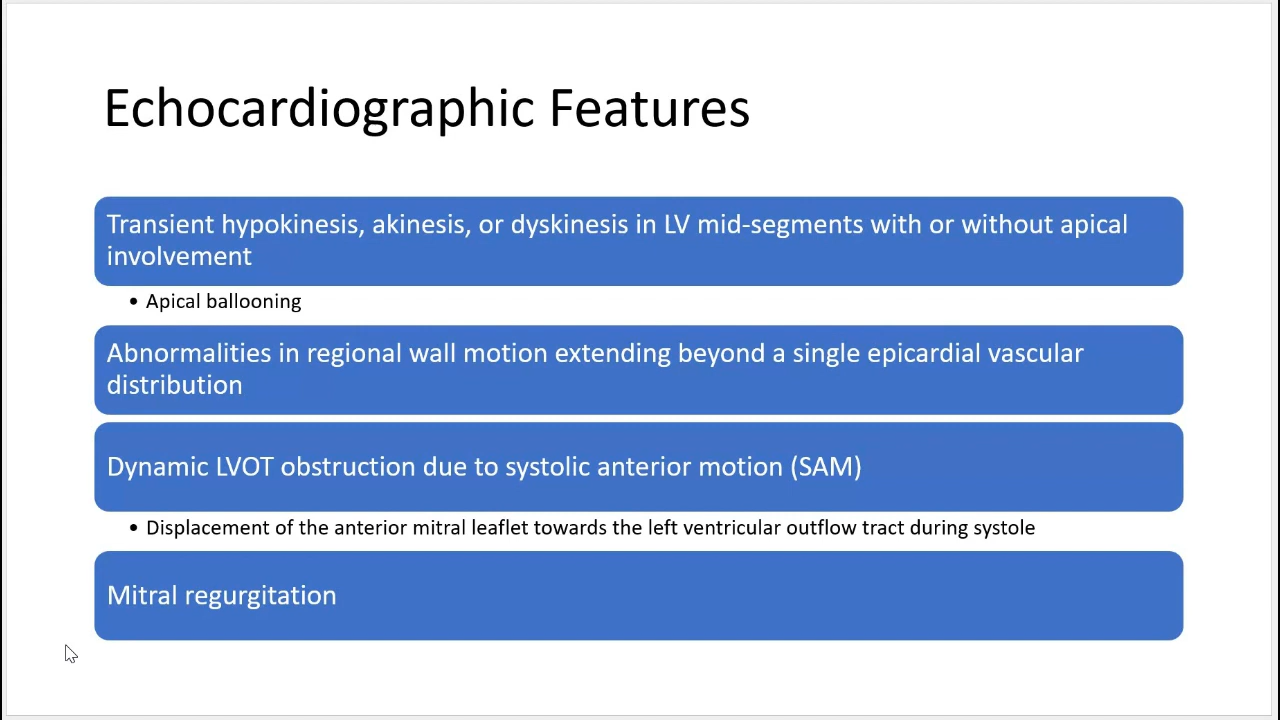 Echocardiographic Features
Transient hypokinesis, akinesis, or dyskinesis in LV mid-segments with or without apical
involvement
• Apical ballooning
Abnormalities in regional wall motion extending beyond a single epicardial vascular
distribution
Dynamic LVOT obstruction due to systolic anterior motion (SAM)
• Displacement of the anterior mitral leaflet towards the left ventricular outflow tract during systole
Mitral regurgitation